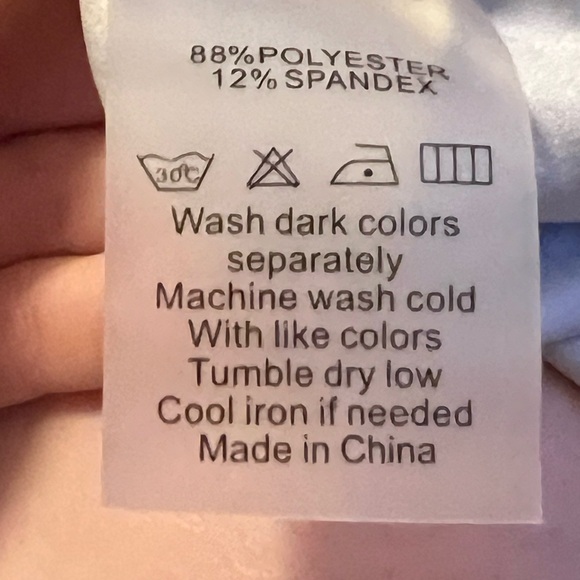 88%POLYESTER
12%SPANDEX
30℃
Wash dark colors
separately
Machine wash cold
With like colors
Tumble dry low
Cool iron if needed
Made in China